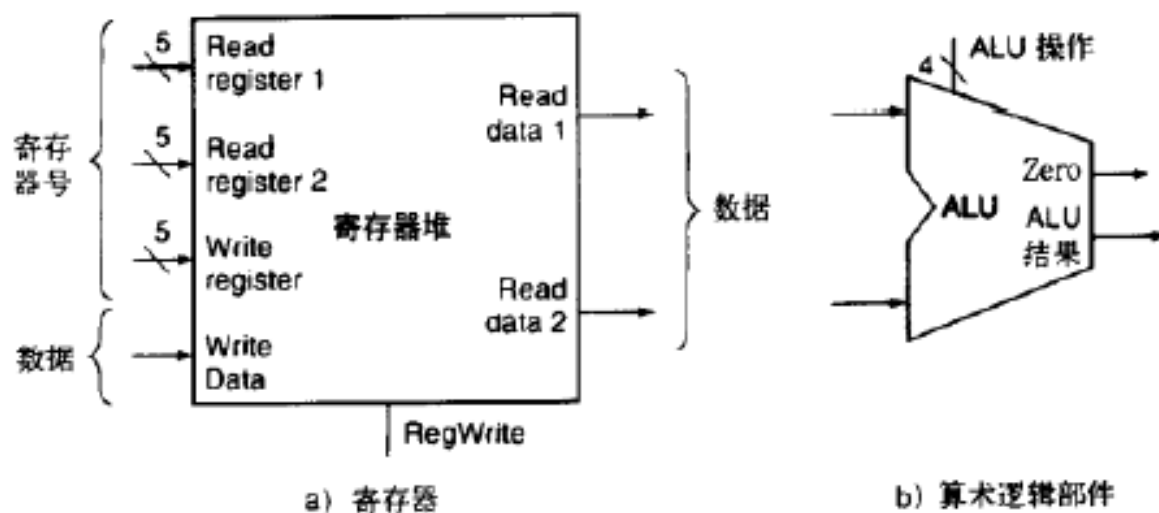 寄存
器号
数据
5
Read
register 1
5
Read
register 2
5
Write
register
Write
Data
寄存器堆
Read
data 1
Read
data 2
RegWrite
数据
a) 寄存器
4
ALU 操作
ALU
Zero
ALU
结果
b) 算术逻辑部件